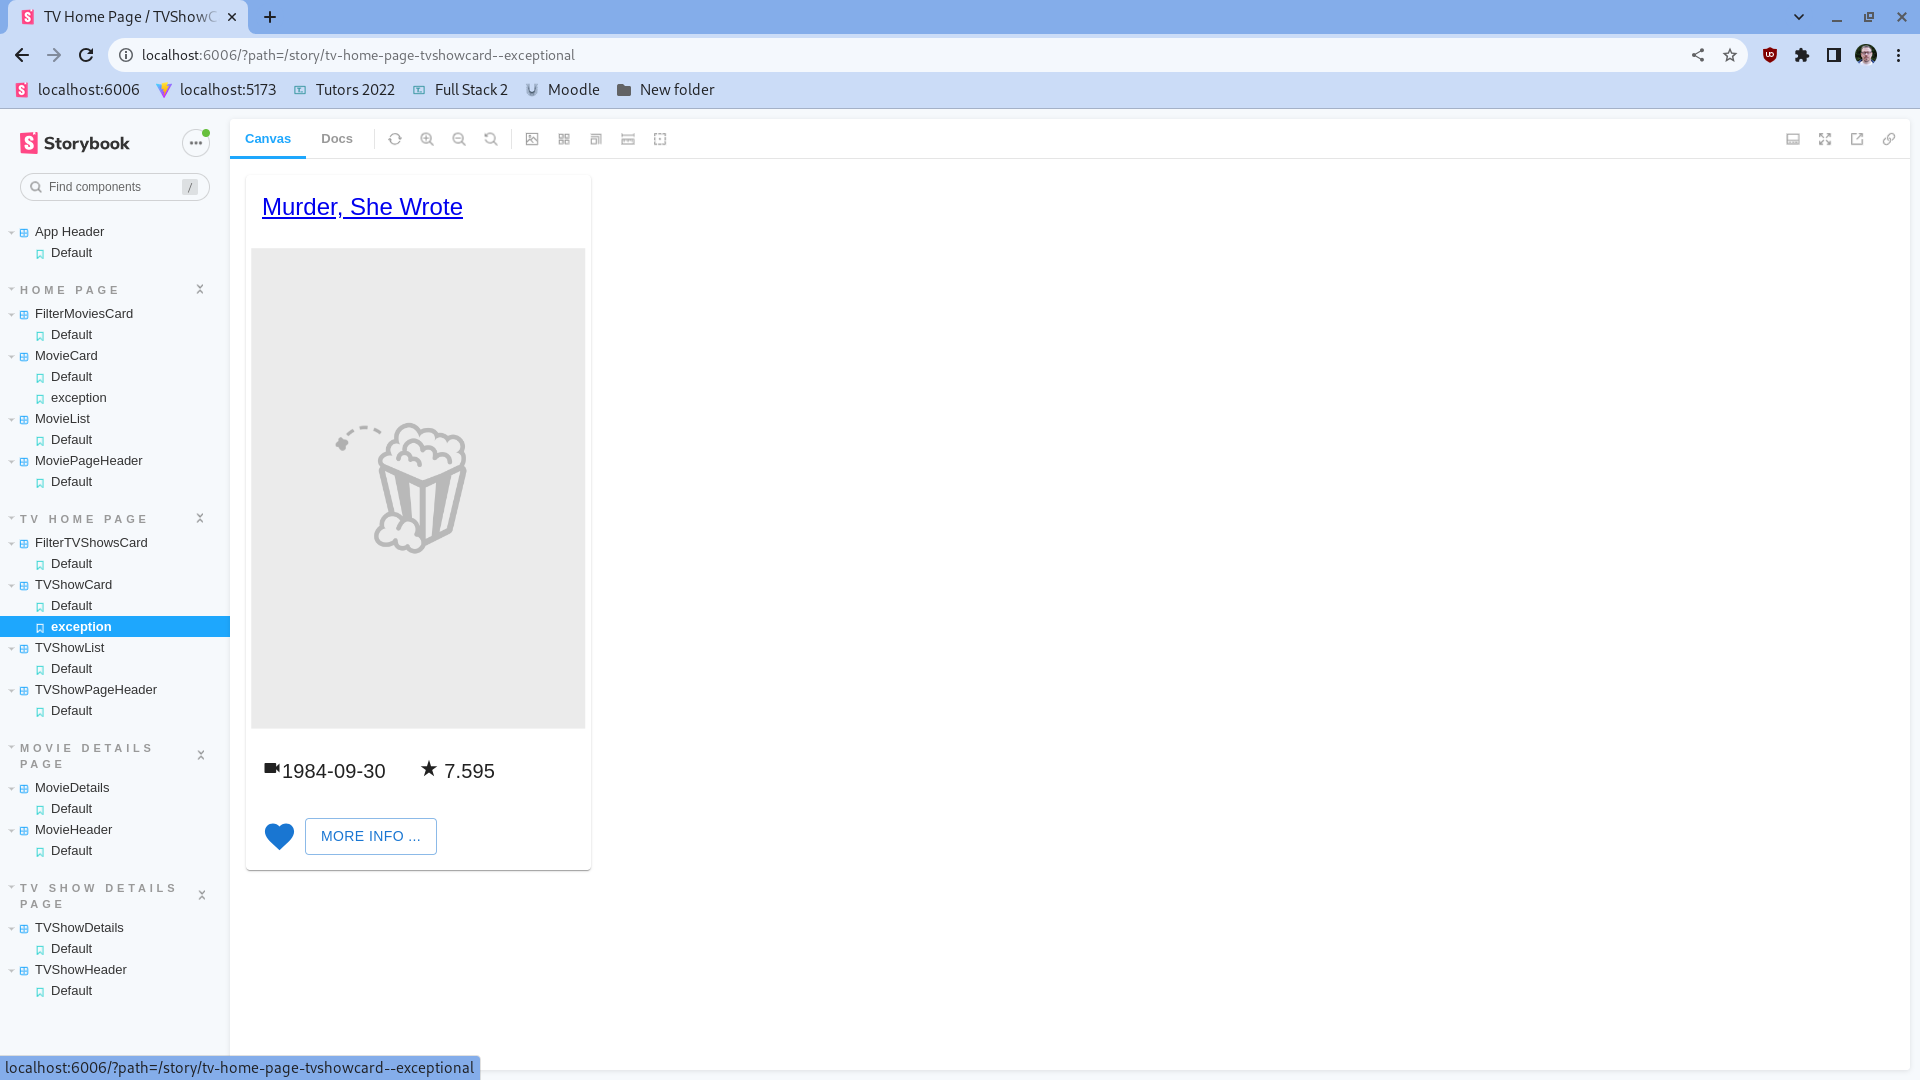 TV Home Page / TVShowC
localhost:6006/?path=/story/tv-home-page-tvshowcard--exceptional
localhost:6006
localhost:5173
Tutors 2022
Full Stack 2
Moodle
New folder
Storybook
Find components
/
Canvas
Docs
App Header
Default
HOME PAGE
FilterMoviesCard
Default
MovieCard
Default
exception
MovieList
Default
MoviePageHeader
Default
TV HOME PAGE
FilterTVShowsCard
Default
TVShowCard
Default
exception
TVShowList
Default
TVShowPageHeader
Default
MOVIE DETAILS
PAGE
MovieDetails
Default
MovieHeader
Default
TV SHOW DETAILS
PAGE
TVShowDetails
Default
TVShowHeader
Default
Murder, She Wrote
1984-09-30
7.595
MORE INFO ...
localhost:6006/?path=/story/tv-home-page-tvshowcard--exceptional